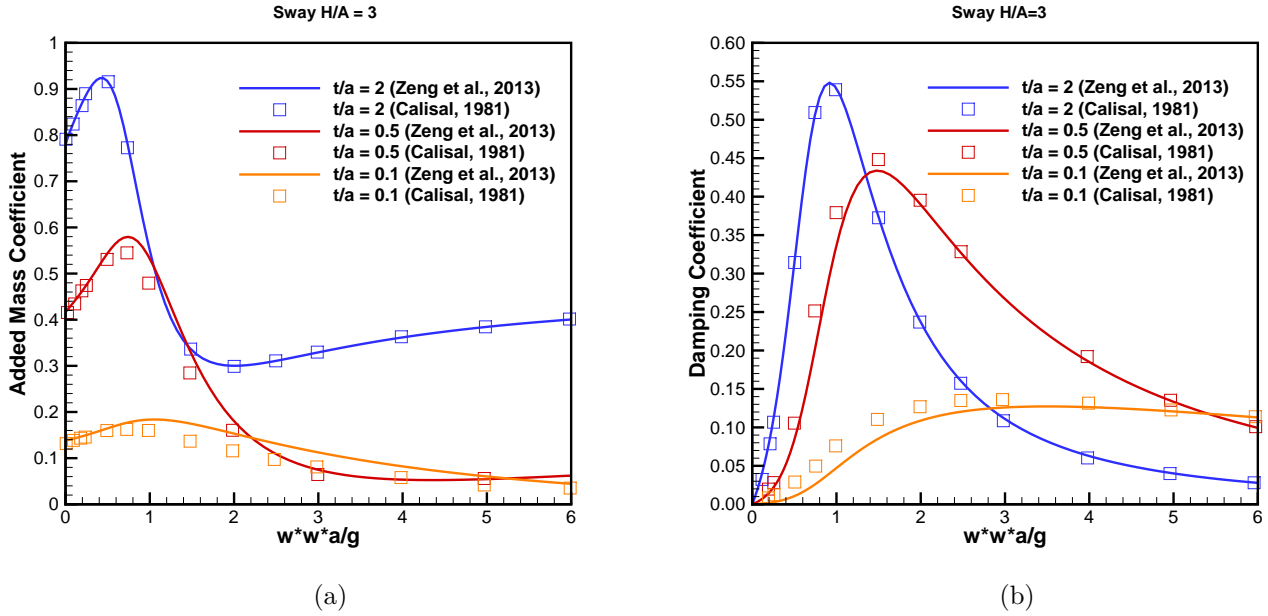 Sway H/A = 3
Added Mass Coefficient
1
0.9
0.8
0.7
0.6
0.5
0.4
0.3
0.2
0.1
0
0 1 2 3 4 5 6
w*w*a/g
t/a = 2 (Zeng et al., 2013)
t/a = 2 (Calisal, 1981)
t/a = 0.5 (Zeng et al., 2013)
t/a = 0.5 (Calisal, 1981)
t/a = 0.1 (Zeng et al., 2013)
t/a = 0.1 (Calisal, 1981)
(a)
Sway H/A=3
Damping Coefficient
0.60
0.55
0.50
0.45
0.40
0.35
0.30
0.25
0.20
0.15
0.10
0.05
0.00
0 1 2 3 4 5 6
w*w*a/g
t/a = 2 (Zeng et al., 2013)
t/a = 2 (Calisal, 1981)
t/a = 0.5 (Zeng et al., 2013)
t/a = 0.5 (Calisal, 1981)
t/a = 0.1 (Zeng et al., 2013)
t/a = 0.1 (Calisal, 1981)
(b)